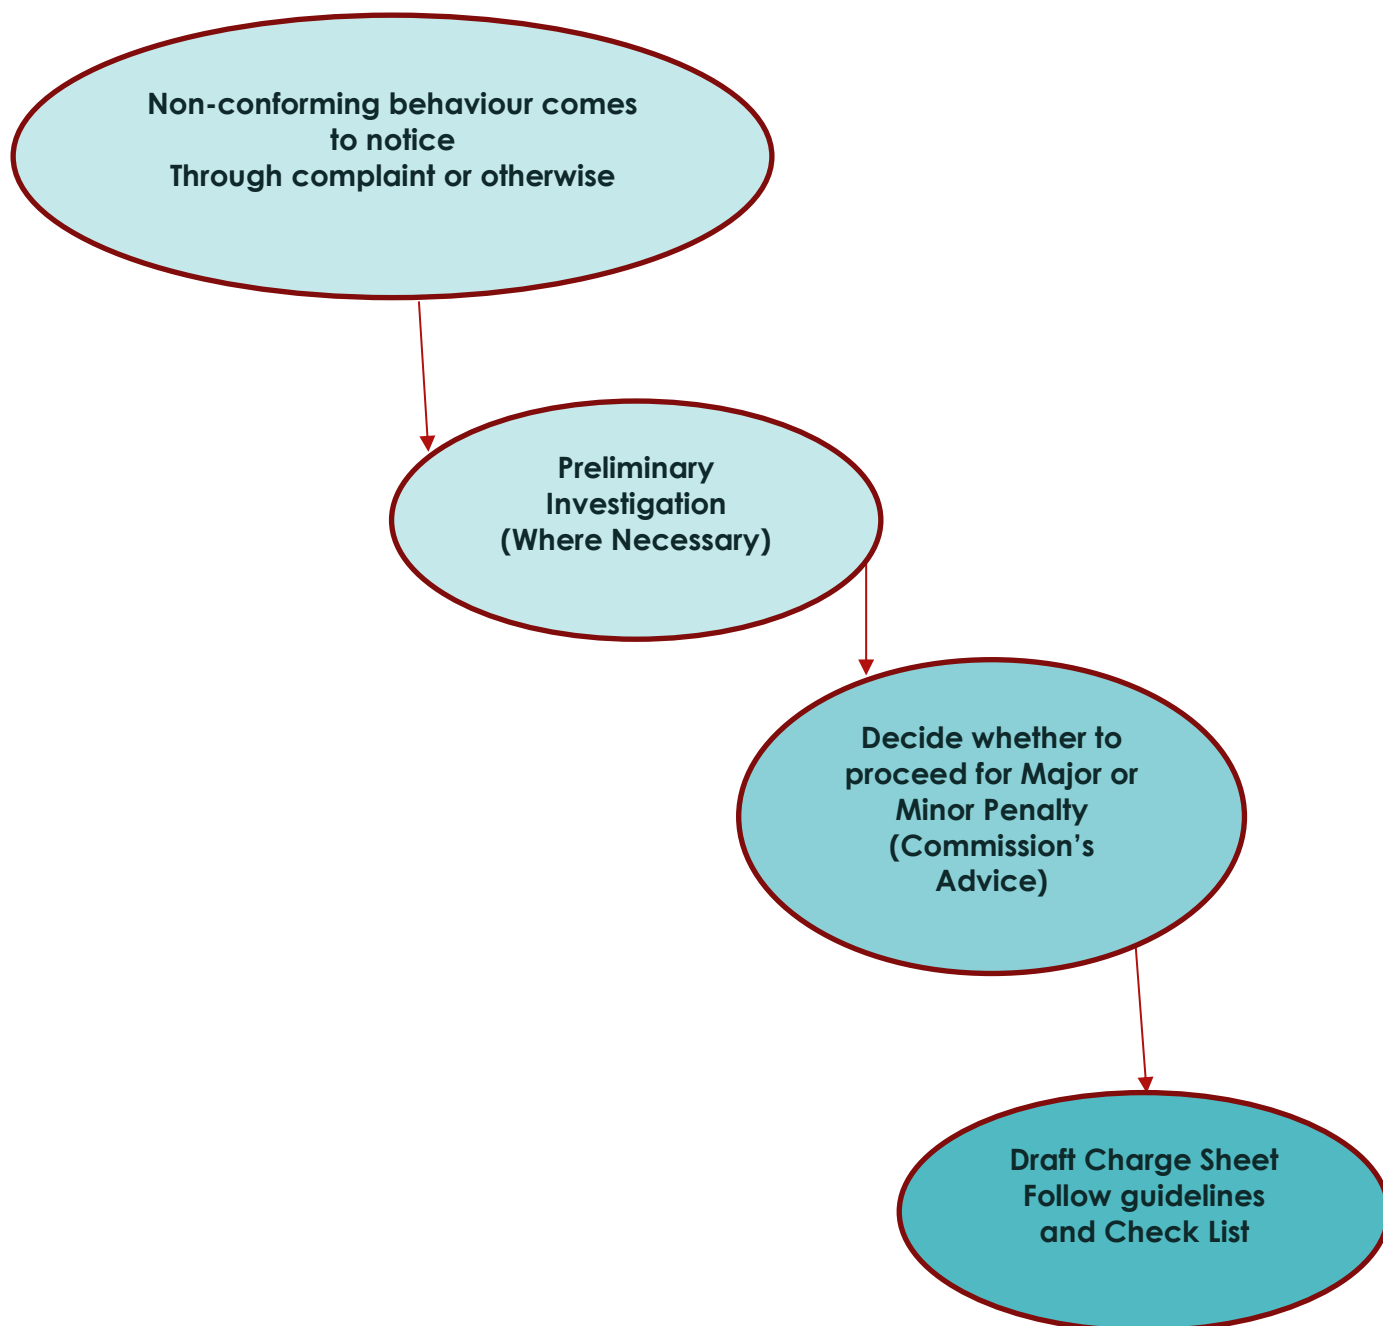 Non-conforming behaviour comes
to notice
Through complaint or otherwise
Preliminary
Investigation
(Where Necessary)
Decide whether to
proceed for Major or
Minor Penalty
(Commission’s
Advice)
Draft Charge Sheet
Follow guidelines
and Check List